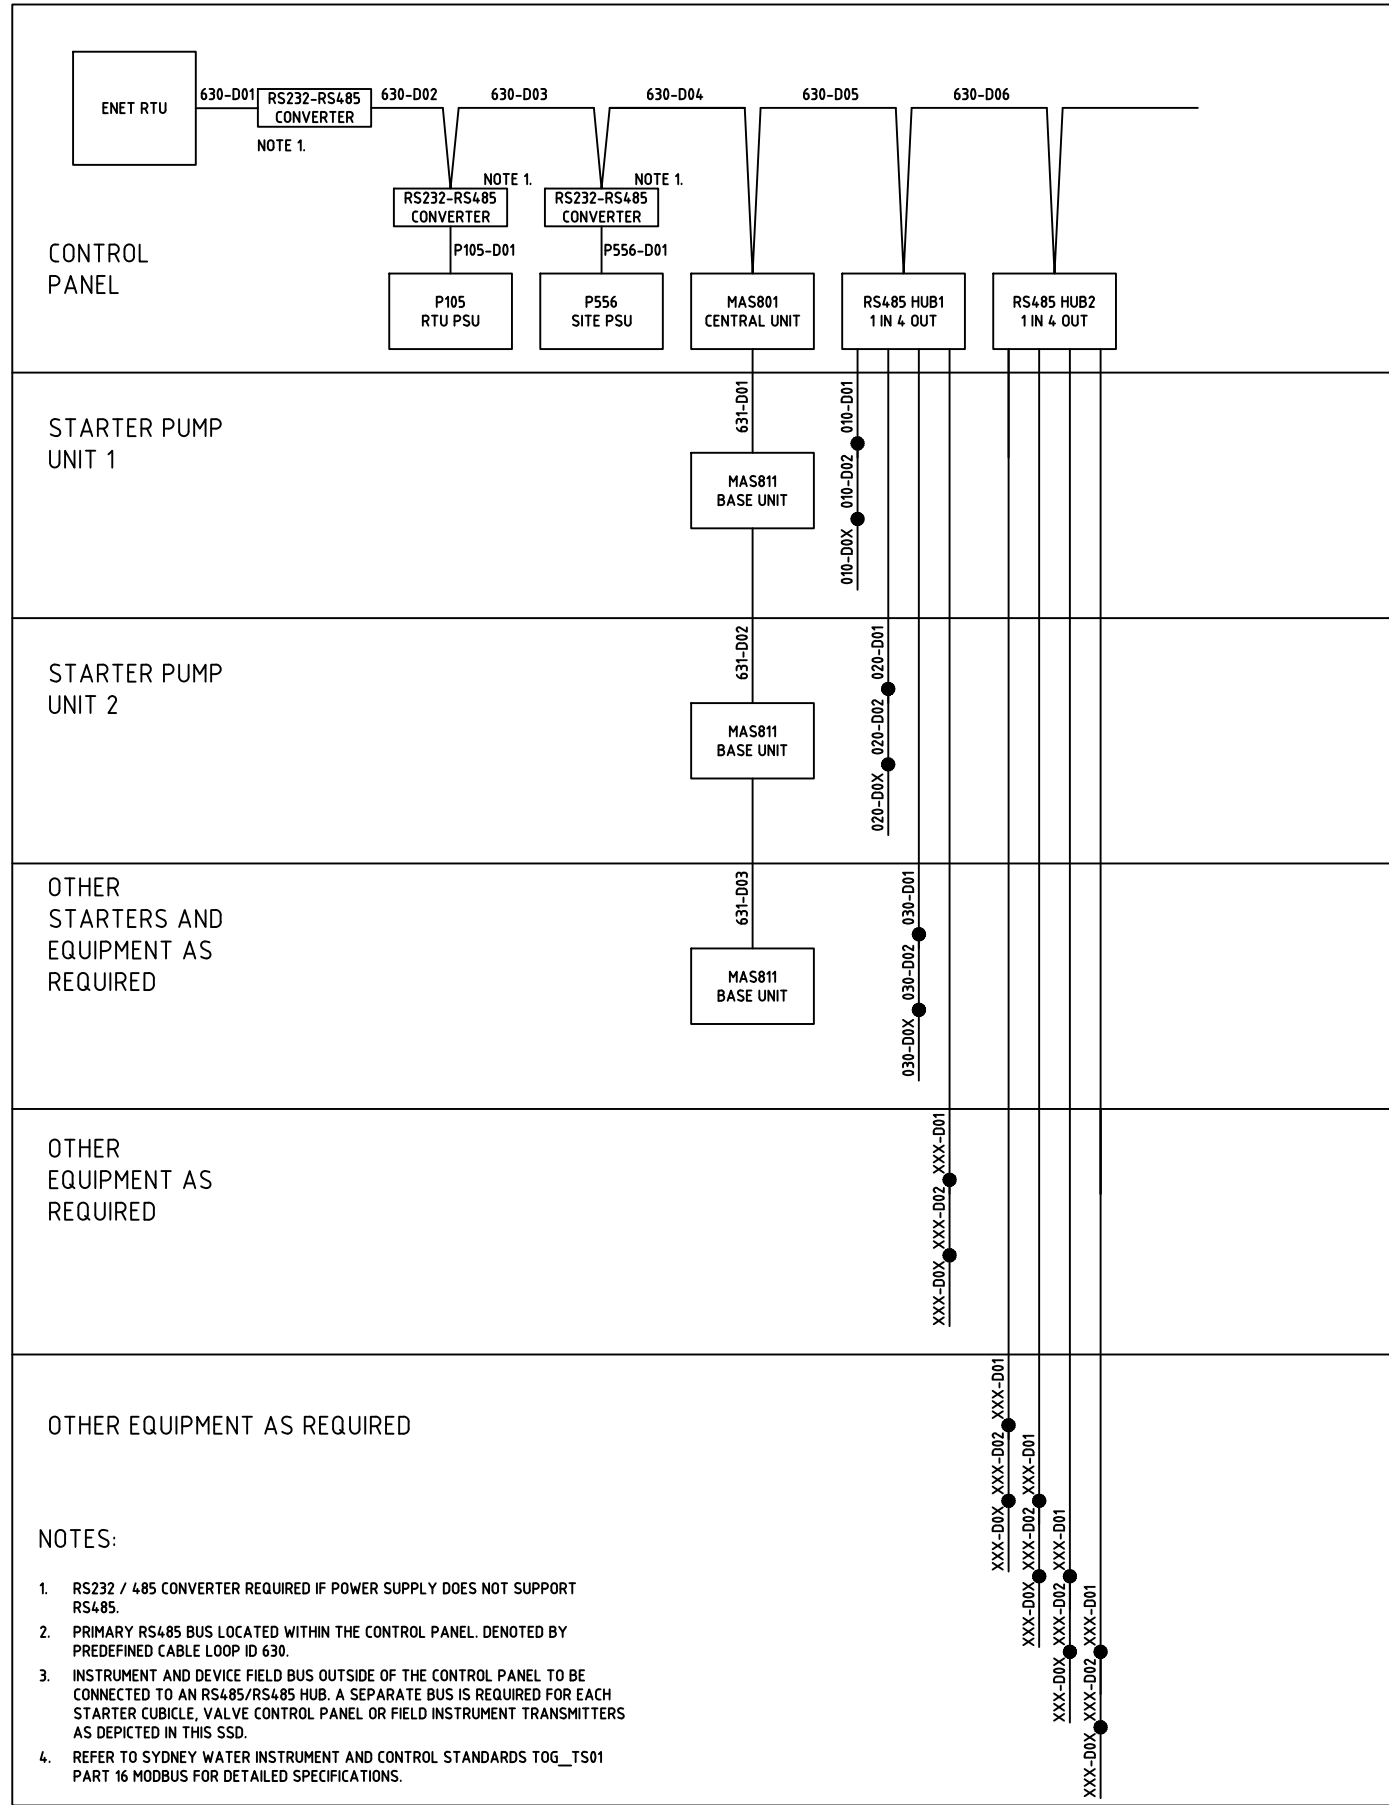 ENET RTU
630-D01
RS232-RS485
CONVERTER
NOTE 1.
630-D02
630-D03
630-D04
630-D05
630-D06
NOTE 1.
RS232-RS485
CONVERTER
NOTE 1.
RS232-RS485
CONVERTER
P105-D01
P556-D01
CONTROL
PANEL
P105
RTU PSU
P556
SITE PSU
MAS801
CENTRAL UNIT
RS485 HUB1
1 IN 4 OUT
RS485 HUB2
1 IN 4 OUT
STARTER PUMP
UNIT 1
631-D01
MAS811
BASE UNIT
010-D01
010-D02
010-D0X
STARTER PUMP
UNIT 2
631-D02
MAS811
BASE UNIT
020-D01
020-D02
020-D0X
OTHER
STARTERS AND
EQUIPMENT AS
REQUIRED
631-D03
MAS811
BASE UNIT
030-D01
030-D02
030-D0X
OTHER
EQUIPMENT AS
REQUIRED
XXX-D01
XXX-D02
XXX-D0X
OTHER EQUIPMENT AS REQUIRED
XXX-D01
XXX-D02
XXX-D0X
XXX-D01
XXX-D02
XXX-D0X
XXX-D01
XXX-D02
XXX-D0X
XXX-D01
XXX-D02
XXX-D0X
NOTES:
1. RS232 / 485 CONVERTER REQUIRED IF POWER SUPPLY DOES NOT SUPPORT
RS485.
2. PRIMARY RS485 BUS LOCATED WITHIN THE CONTROL PANEL. DENOTED BY
PREDEFINED CABLE LOOP ID 630.
3. INSTRUMENT AND DEVICE FIELD BUS OUTSIDE OF THE CONTROL PANEL TO BE
CONNECTED TO AN RS485/RS485 HUB. A SEPARATE BUS IS REQUIRED FOR EACH
STARTER CUBICLE, VALVE CONTROL PANEL OR FIELD INSTRUMENT TRANSMITTERS
AS DEPICTED IN THIS SSD.
4. REFER TO SYDNEY WATER INSTRUMENT AND CONTROL STANDARDS TOG_TS01
PART 16 MODBUS FOR DETAILED SPECIFICATIONS.